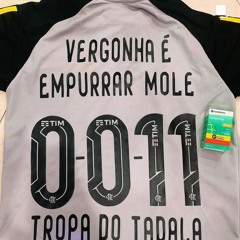 VERGONHA É
EMPURRAR MOLE
TIM TIM TIM TIM
0-0-11
TROPA DO TADALA